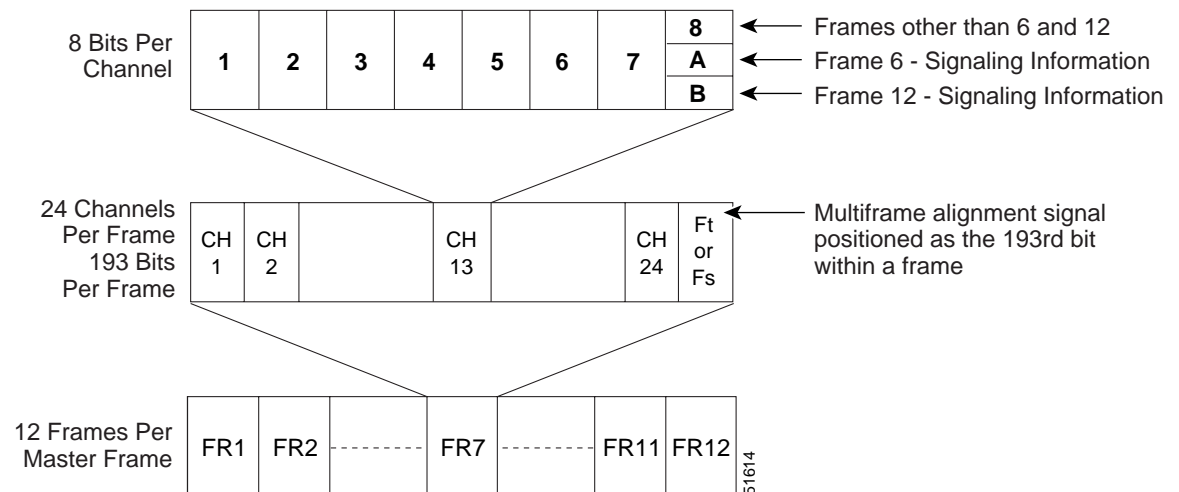 8 Bits Per
Channel
1 2 3 4 5 6 7
8
A
B
Frames other than 6 and 12
Frame 6 - Signaling Information
Frame 12 - Signaling Information
24 Channels
Per Frame
193 Bits
Per Frame
CH
1
CH
2
CH
13
CH
24
Ft
or
Fs
Multiframe alignment signal
positioned as the 193rd bit
within a frame
12 Frames Per
Master Frame
FR1 FR2 FR7 FR11 FR12